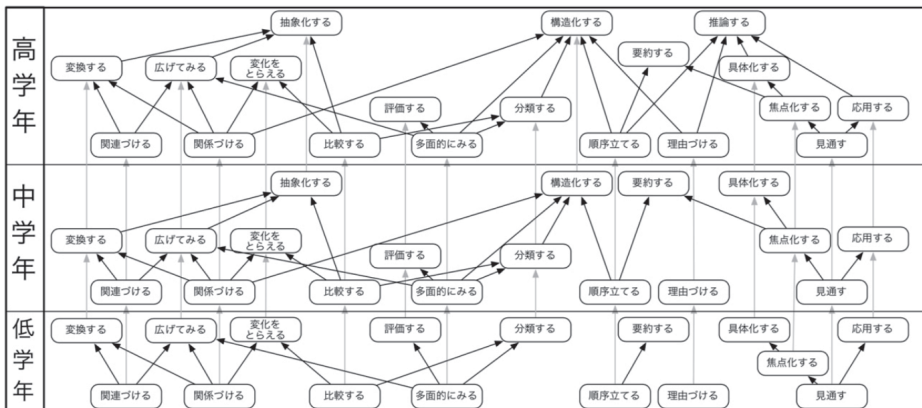 高学年
抽象化する
構造化する
推論する
変換する
広げてみる
変化を
とらえる
要約する
具体化する
評価する
分類する
焦点化する
応用する
関連づける
関係づける
比較する
多面的にみる
順序立てる
理由づける
見通す
中学年
抽象化する
構造化する
要約する
具体化する
変換する
広げてみる
変化を
とらえる
評価する
分類する
焦点化する
応用する
関連づける
関係づける
比較する
多面的にみる
順序立てる
理由づける
見通す
低学年
変換する
広げてみる
変化を
とらえる
評価する
分類する
要約する
具体化する
応用する
焦点化する
関連づける
関係づける
比較する
多面的にみる
順序立てる
理由づける
見通す